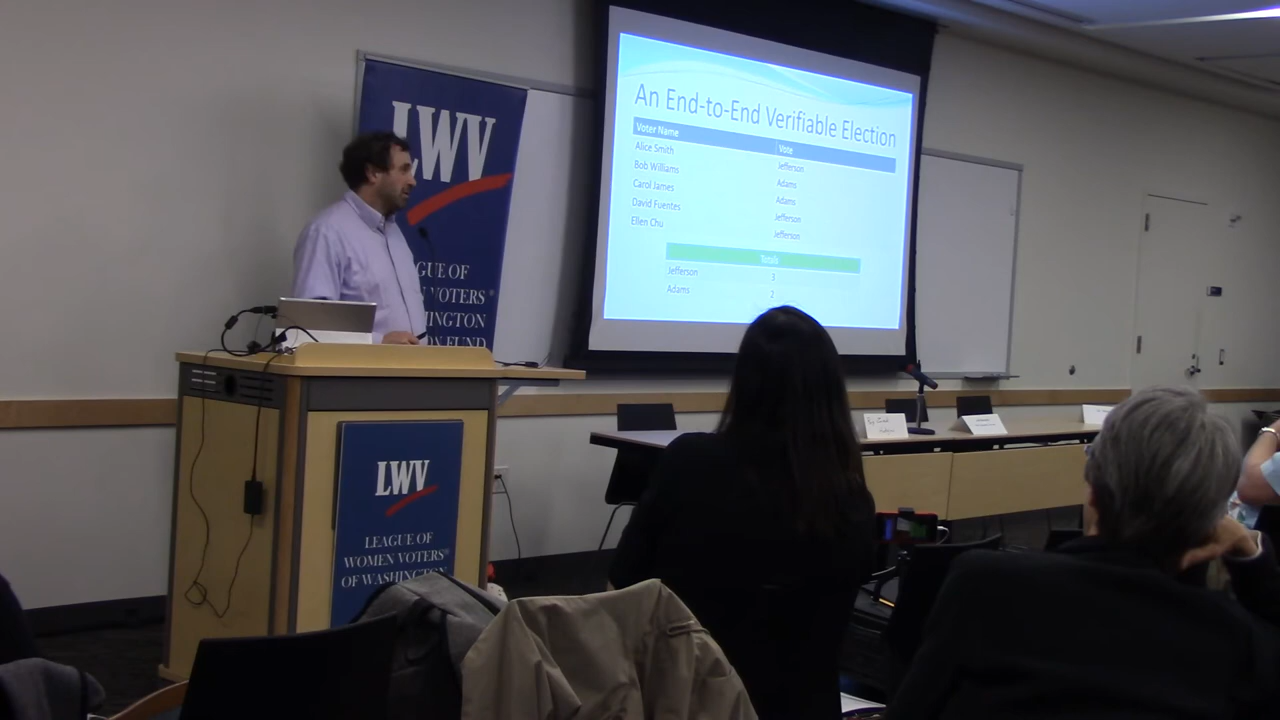 LWV
GUE OF
VOTERS®
INGTON
ON FUND
An End-to-End Verifiable Election
Voter Name Vote
Alice Smith Jefferson
Bob Williams Adams
Carol James Adams
David Fuentes Jefferson
Ellen Chu Jefferson
Totals
Jefferson 3
Adams 2
LWV
LEAGUE OF
WOMEN VOTERS®
OF WASHINGTON